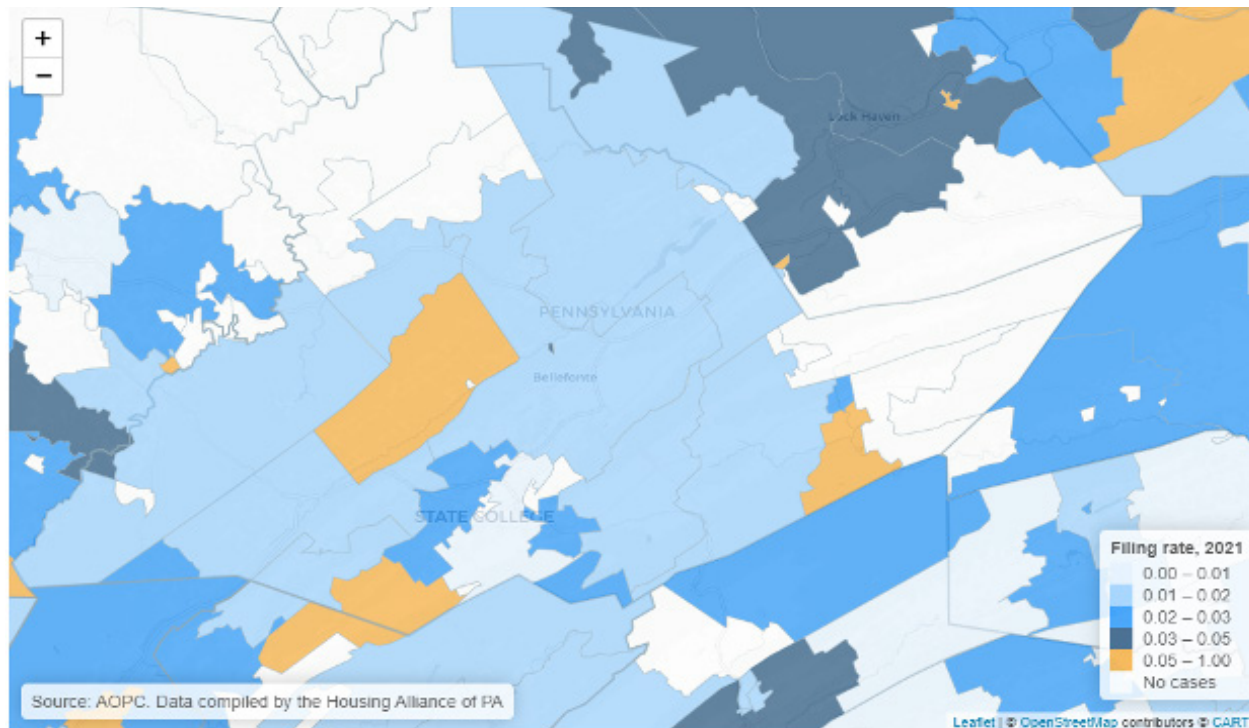 +
−
Lock Haven
PENNSYLVANIA
Bellefonte
STATE COLLEGE
Filing rate, 2021
0.00 – 0.01
0.01 – 0.02
0.02 – 0.03
0.03 – 0.05
0.05 – 1.00
No cases
Source: AOPC. Data compiled by the Housing Alliance of PA
Leaflet | © OpenStreetMap contributors © CART